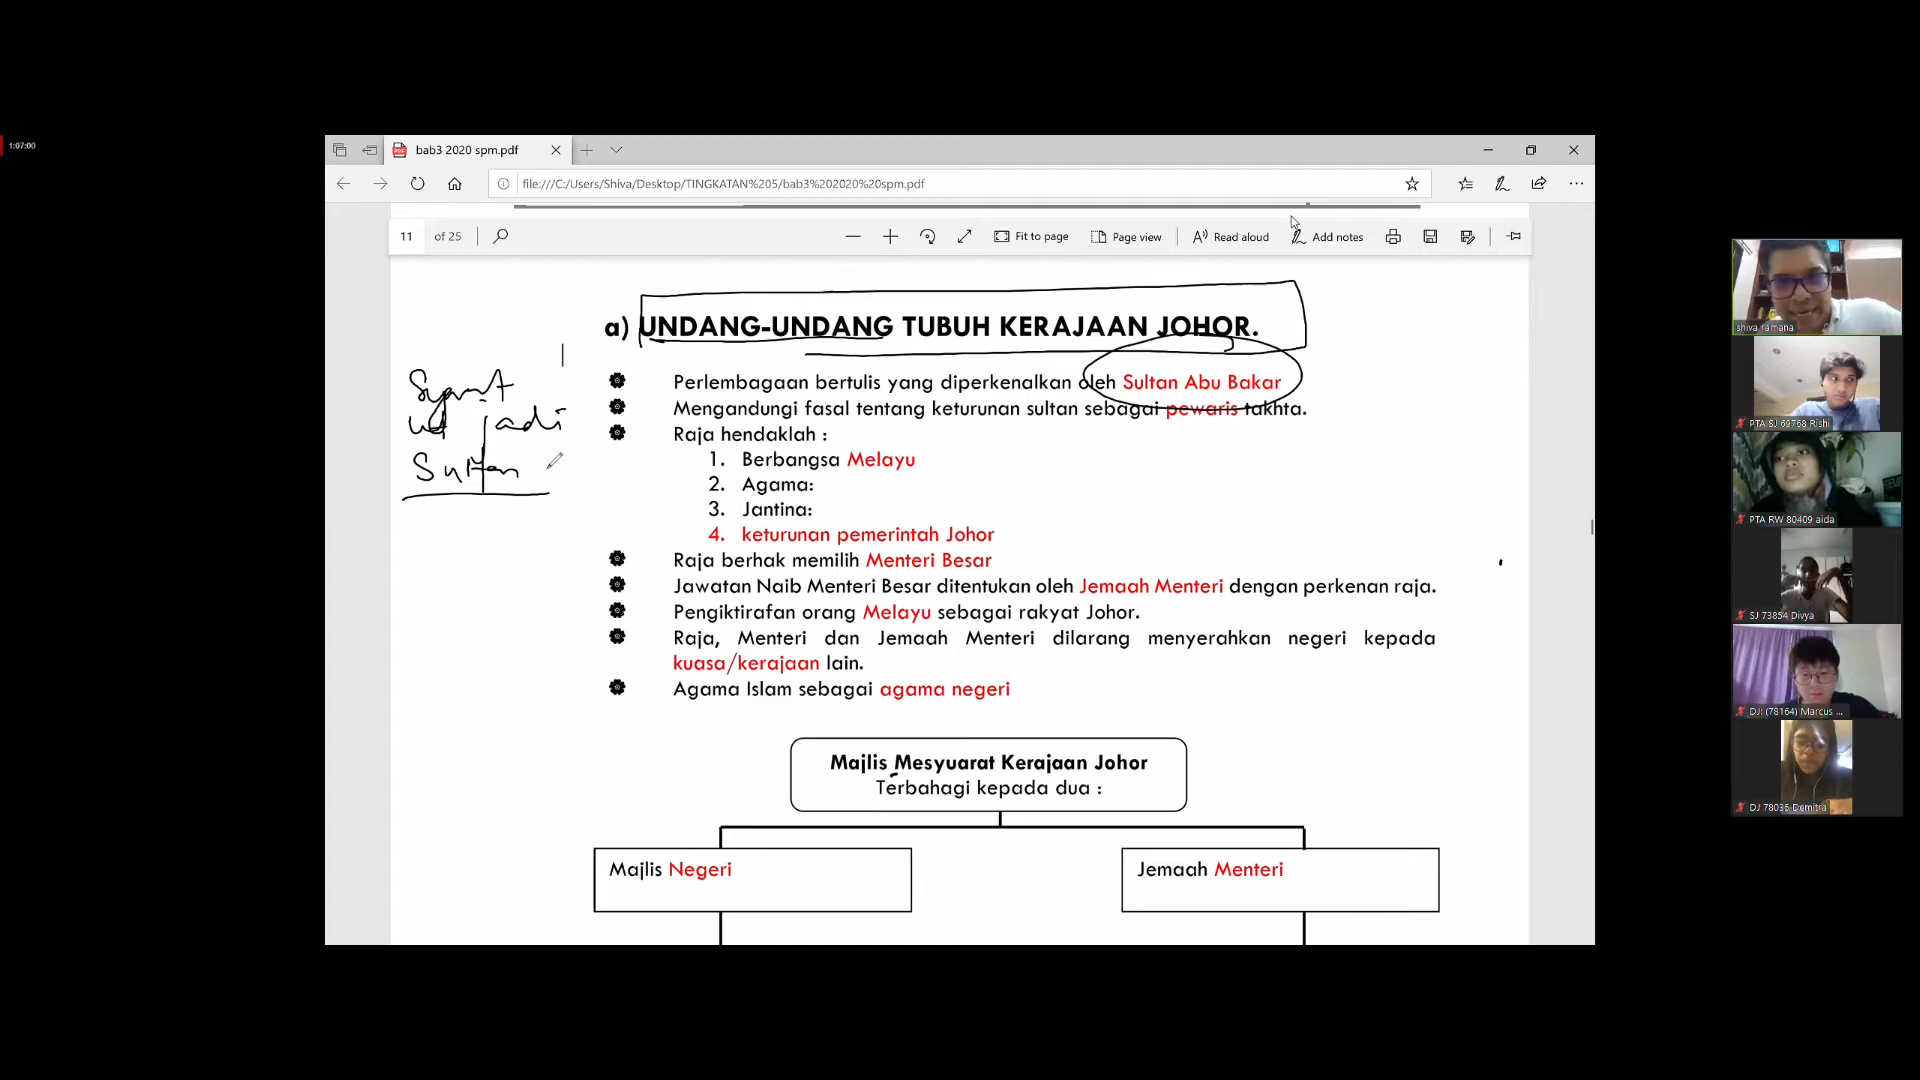 1:07:00
bab3 2020 spm.pdf
file:///C:/Users/Shiva/Desktop/TINGKATAN%205/bab3%202020%20spm.pdf
11 of 25 Fit to page Page view Read aloud Add notes
a) UNDANG-UNDANG TUBUH KERAJAAN JOHOR.
Perlembagaan bertulis yang diperkenalkan oleh Sultan Abu Bakar
Mengandungi fasal tentang keturunan sultan sebagai pewaris takhta.
Raja hendaklah :
1. Berbangsa Melayu
2. Agama:
3. Jantina:
4. keturunan pemerintah Johor
Raja berhak memilih Menteri Besar
Jawatan Naib Menteri Besar ditentukan oleh Jemaah Menteri dengan perkenan raja.
Pengiktirafan orang Melayu sebagai rakyat Johor.
Raja, Menteri dan Jemaah Menteri dilarang menyerahkan negeri kepada
kuasa/kerajaan lain.
Agama Islam sebagai agama negeri
jadi
Sultan
Majlis Mesyuarat Kerajaan Johor
Terbahagi kepada dua :
Majlis Negeri
Jemaah Menteri
shiva ramana
PTA SJ 69768 Rishi
PTA RW 80409 aida
SJ 73854 Divya
DJ: (78164) Marcus ...
DJ 78035 Demitra